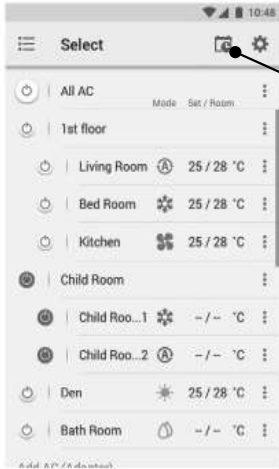 10:48
Select
All AC
Mode Set / Room
1st floor
Living Room A 25 / 28 °C
Bed Room 25 / 28 °C
Kitchen 25 / 28 °C
Child Room
Child Roo...1 -- / -- °C
Child Roo...2 A -- / -- °C
Den 25 / 28 °C
Bath Room -- / -- °C
Add AC (Adapter)